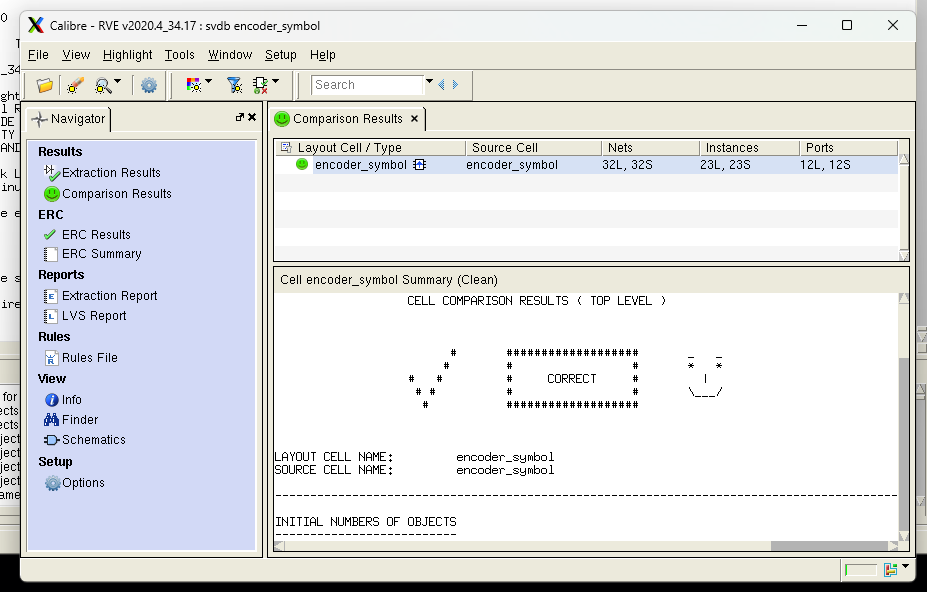 Calibre - RVE v2020.4_34.17 : svdb encoder_symbol
File View Highlight Tools Window Setup Help
Search
Navigator
Results
Extraction Results
Comparison Results
ERC
ERC Results
ERC Summary
Reports
Extraction Report
LVS Report
Rules
Rules File
View
Info
Finder
Schematics
Setup
Options
Comparison Results
Layout Cell / Type Source Cell Nets Instances Ports
encoder_symbol encoder_symbol 32L, 32S 23L, 23S 12L, 12S
Cell encoder_symbol Summary (Clean)
CELL COMPARISON RESULTS ( TOP LEVEL )
# ################### _ _
# # # * *
# # # CORRECT # |
# # # # \___/
# ###################
LAYOUT CELL NAME: encoder_symbol
SOURCE CELL NAME: encoder_symbol
INITIAL NUMBERS OF OBJECTS